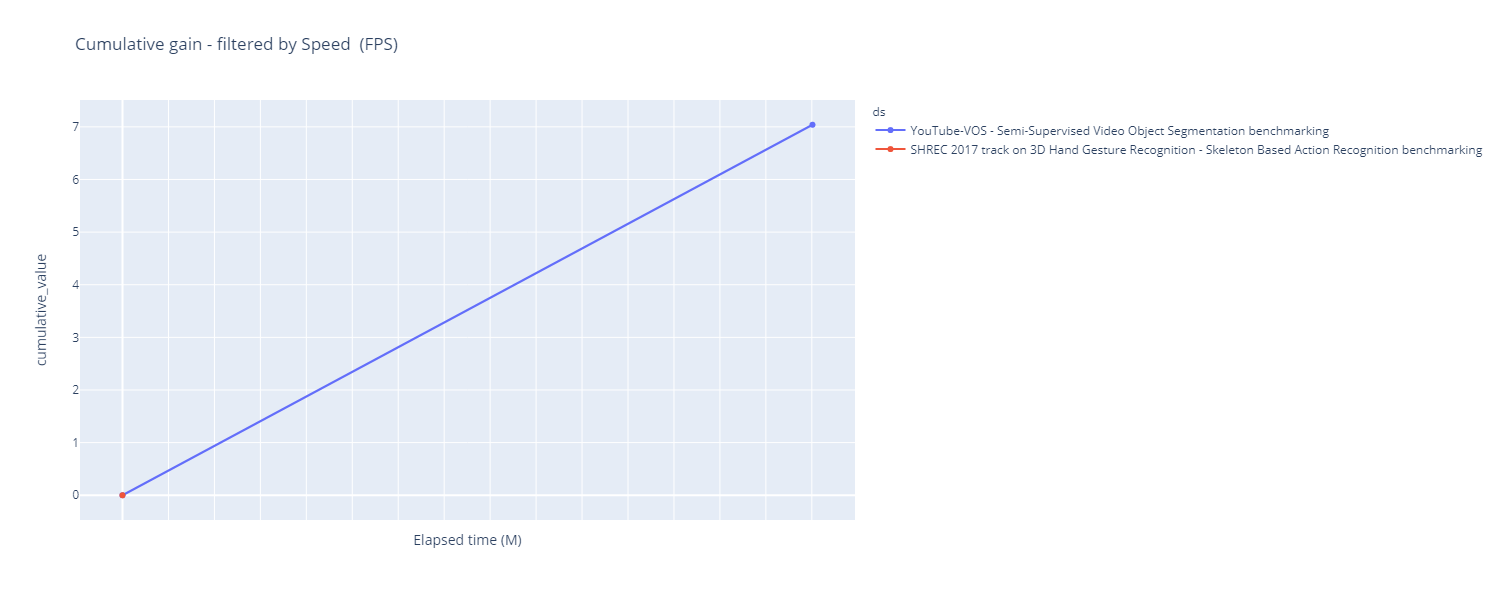 Cumulative gain - filtered by Speed  (FPS)
ds
YouTube-VOS - Semi-Supervised Video Object Segmentation benchmarking
SHREC 2017 track on 3D Hand Gesture Recognition - Skeleton Based Action Recognition benchmarking
cumulative_value
7
6
5
4
3
2
1
0
Elapsed time (M)